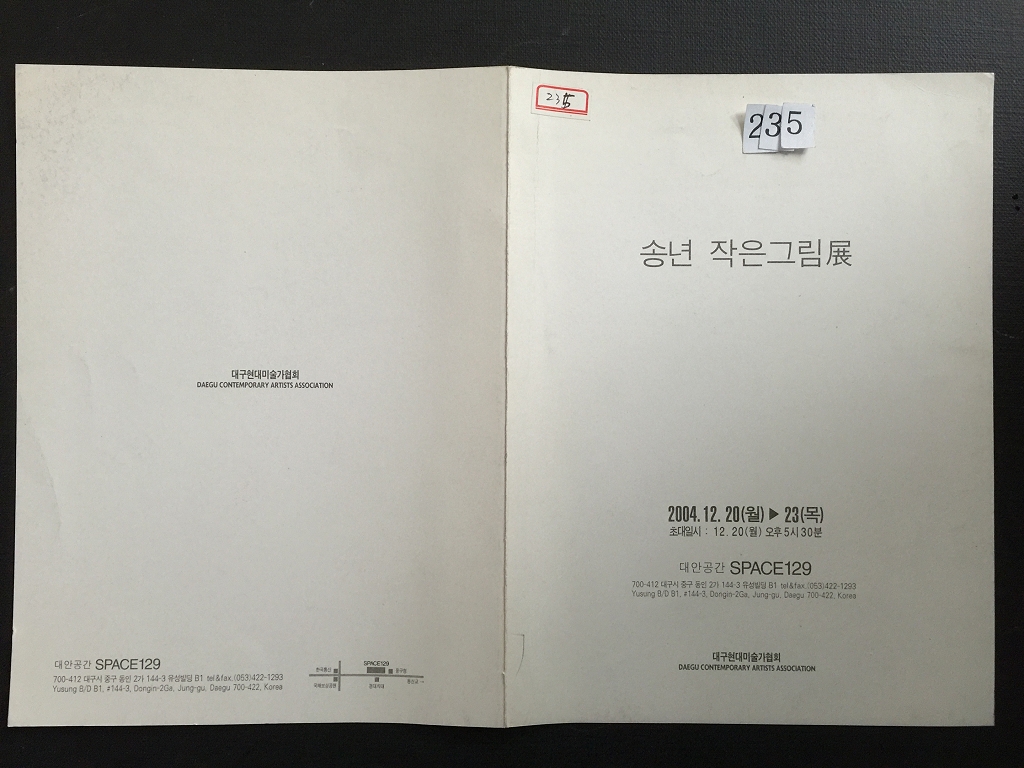 대구현대미술가협회
DAEGU CONTEMPORARY ARTISTS ASSOCIATION
대안공간 SPACE129
700-412 대구시 중구 동인 2가 144-3 유성빌딩 B1 tel&fax.(053)422-1293
Yusung B/D B1, #144-3, Dongin-2Ga, Jung-gu, Daegu 700-422, Korea
SPACE129
중구청
235
235
송년 작은그림展
2004.12.20(월) ▶ 23(목)
초대일시 : 12. 20(월) 오후 5시 30분
대안공간 SPACE129
700-412 대구시 중구 동인 2가 144-3 유성빌딩 B1 tel&fax.(053)422-1293
Yusung B/D B1, #144-3, Dongin-2Ga, Jung-gu, Daegu 700-422, Korea
대구현대미술가협회
DAEGU CONTEMPORARY ARTISTS ASSOCIATION